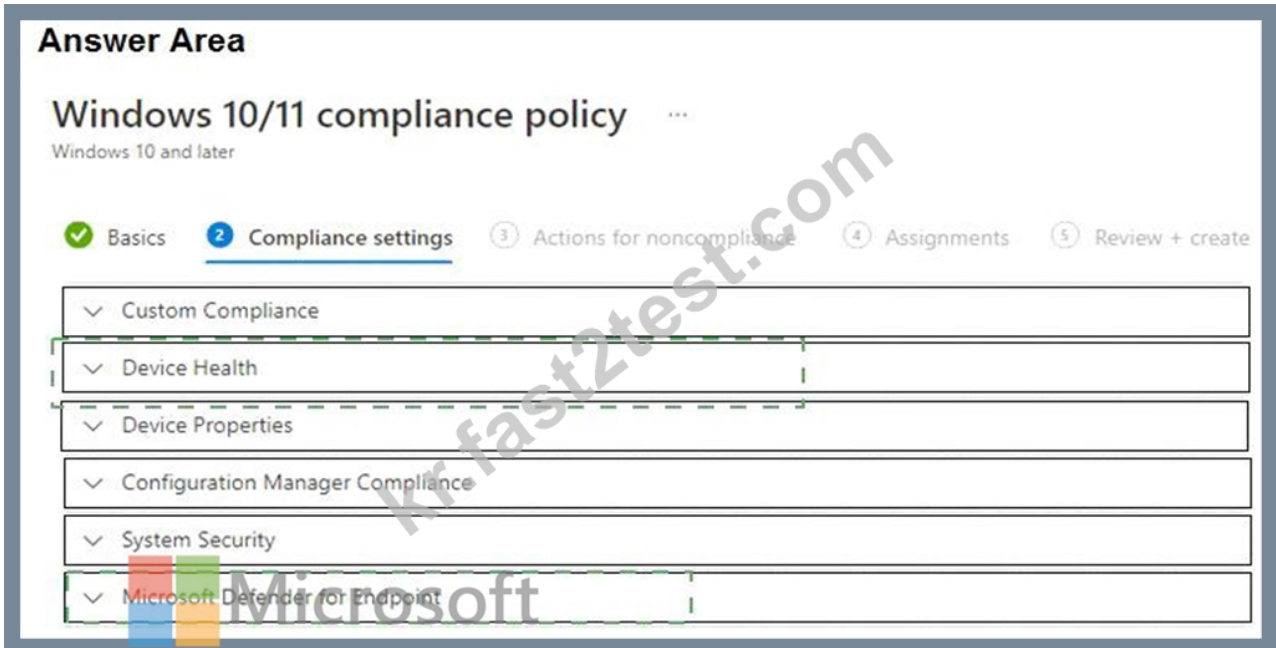 Answer Area
Windows 10/11 compliance policy ...
Windows 10 and later
Basics 2 Compliance settings 3 Actions for noncompliance 4 Assignments 5 Review + create
Custom Compliance
Device Health
Device Properties
Configuration Manager Compliance
System Security
Microsoft Defender for Endpoint
Microsoft
kr.fast2test.com